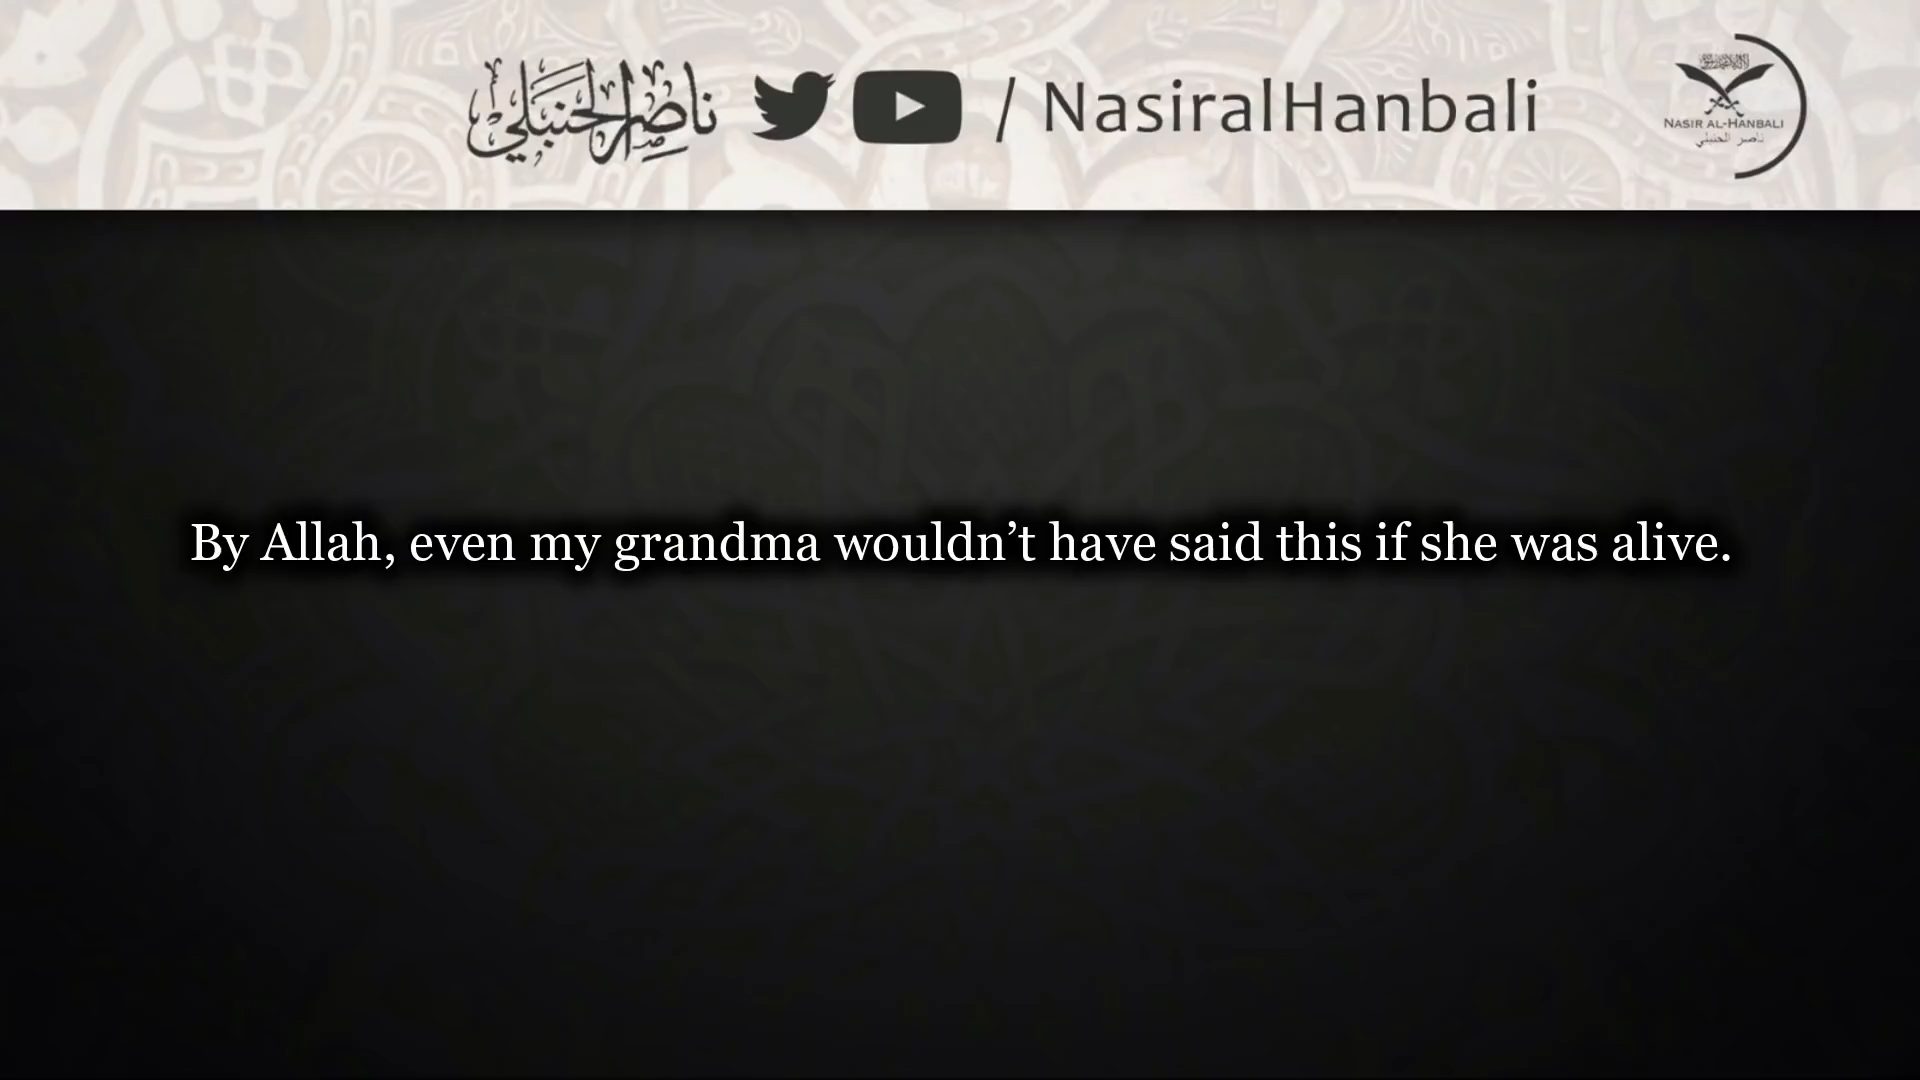 ناصر الحنبلي / NasiralHanbali
NASIR AL-HANBALI
ناصر الحنبلي
By Allah, even my grandma wouldn’t have said this if she was alive.